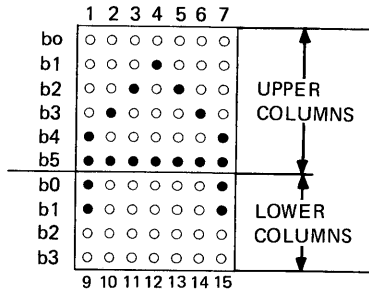 1 2 3 4 5 6 7
bo
b1
b2
b3
b4
b5
b0
b1
b2
b3
UPPER
COLUMNS
LOWER
COLUMNS
9 10 11 12 13 14 15